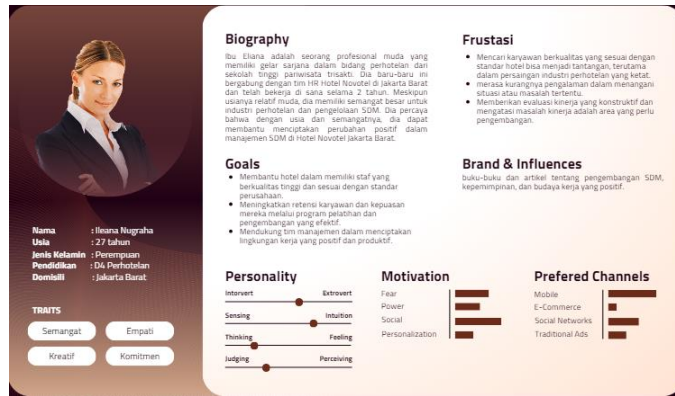 Nama : Ileana Nugraha
Usia : 27 tahun
Jenis Kelamin : Perempuan
Pendidikan : D4 Perhotelan
Domisili : Jakarta Barat
TRAITS
Semangat Empati
Kreatif Komitmen
Biography
Ibu Eliana adalah seorang profesional muda yang
memiliki gelar sarjana dalam bidang perhotelan dari
sekolah tinggi pariwisata trisakti. Dia baru-baru ini
bergabung dengan tim HR Hotel Novotel di Jakarta Barat
dan telah bekerja di sana selama 2 tahun. Meskipun
usianya relatif muda, dia memiliki semangat besar untuk
industri perhotelan dan pengelolaan SDM. Dia percaya
bahwa dengan usia dan semangatnya, dia dapat
membantu menciptakan perubahan positif dalam
manajemen SDM di Hotel Novotel Jakarta Barat.
Frustasi
• Mencari karyawan berkualitas yang sesuai dengan
standar hotel bisa menjadi tantangan, terutama
dalam persaingan industri perhotelan yang ketat.
• merasa kurangnya pengalaman dalam menangani
situasi atau masalah tertentu.
• Memberikan evaluasi kinerja yang konstruktif dan
mengatasi masalah kinerja adalah area yang perlu
pengembangan.
Goals
• Membantu hotel dalam memiliki staf yang
berkualitas tinggi dan sesuai dengan standar
perusahaan.
• Meningkatkan retensi karyawan dan kepuasan
mereka melalui program pelatihan dan
pengembangan yang efektif.
• Mendukung tim manajemen dalam menciptakan
lingkungan kerja yang positif dan produktif.
Brand & Influences
buku-buku dan artikel tentang pengembangan SDM,
kepemimpinan, dan budaya kerja yang positif.
Personality
Intorvert Extrovert
Sensing Intuition
Thinking Feeling
Judging Perceiving
Motivation
Fear
Power
Social
Personalization
Prefered Channels
Mobile
E-Commerce
Social Networks
Traditional Ads